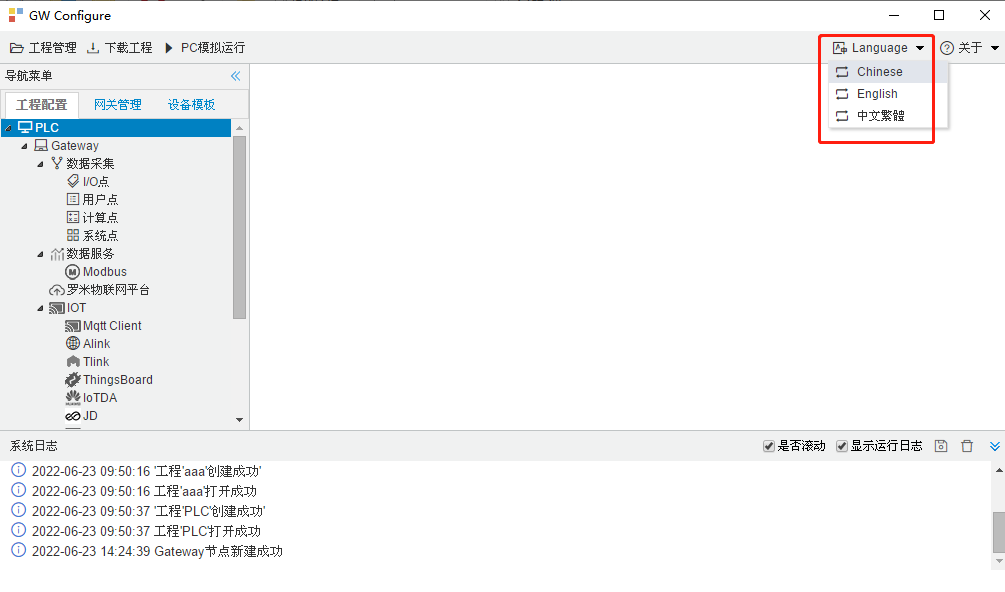 GW Configure
工程管理 下载工程 PC模拟运行 Language 关于
Chinese
English
中文繁體
导航菜单
工程配置 网关管理 设备模板
PLC
Gateway
数据采集
I/O点
用户点
计算点
系统点
数据服务
Modbus
罗米物联网平台
IOT
Mqtt Client
Alink
Tlink
ThingsBoard
IoTDA
JD
系统日志 是否滚动 显示运行日志
2022-06-23 09:50:16 '工程'aaa'创建成功'
2022-06-23 09:50:16 工程'aaa'打开成功
2022-06-23 09:50:37 '工程'PLC'创建成功'
2022-06-23 09:50:37 工程'PLC'打开成功
2022-06-23 14:24:39 Gateway节点新建成功